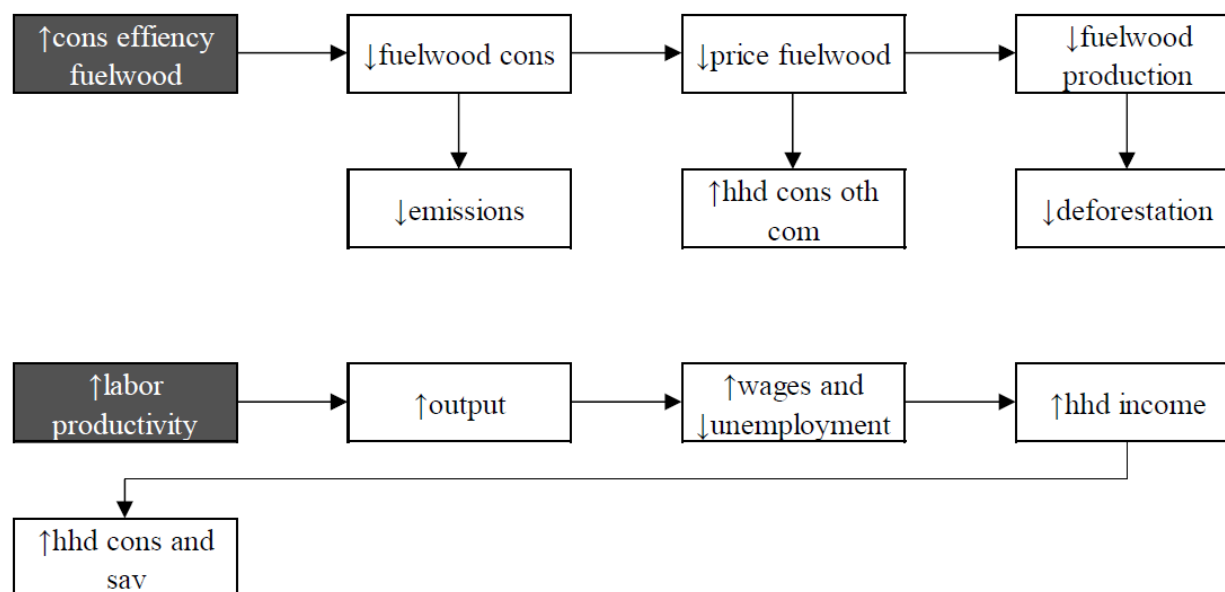 ↑cons effiency
fuelwood
↓fuelwood cons
↓price fuelwood
↓fuelwood
production
↓emissions
↑hhd cons oth
com
↓deforestation
↑labor
productivity
↑output
↑wages and
↓unemployment
↑hhd income
↑hhd cons and
sav